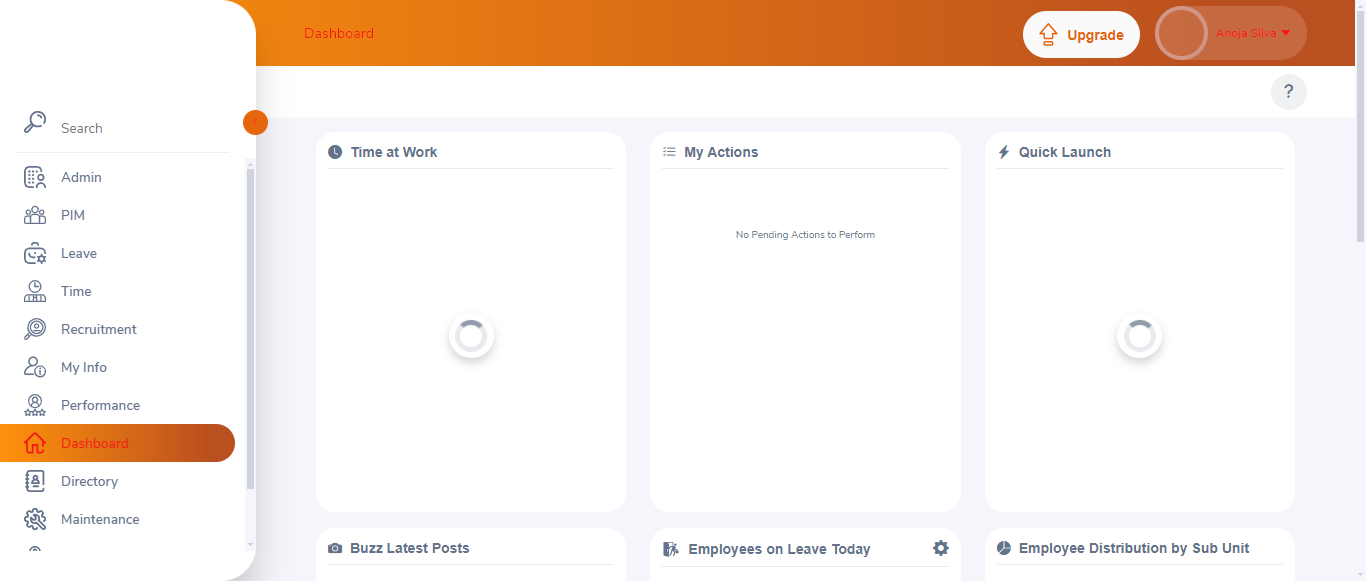 Dashboard
Upgrade
Anoja Silva
?
Search
Admin
PIM
Leave
Time
Recruitment
My Info
Performance
Dashboard
Directory
Maintenance
Time at Work
My Actions
No Pending Actions to Perform
Quick Launch
Buzz Latest Posts
Employees on Leave Today
Employee Distribution by Sub Unit